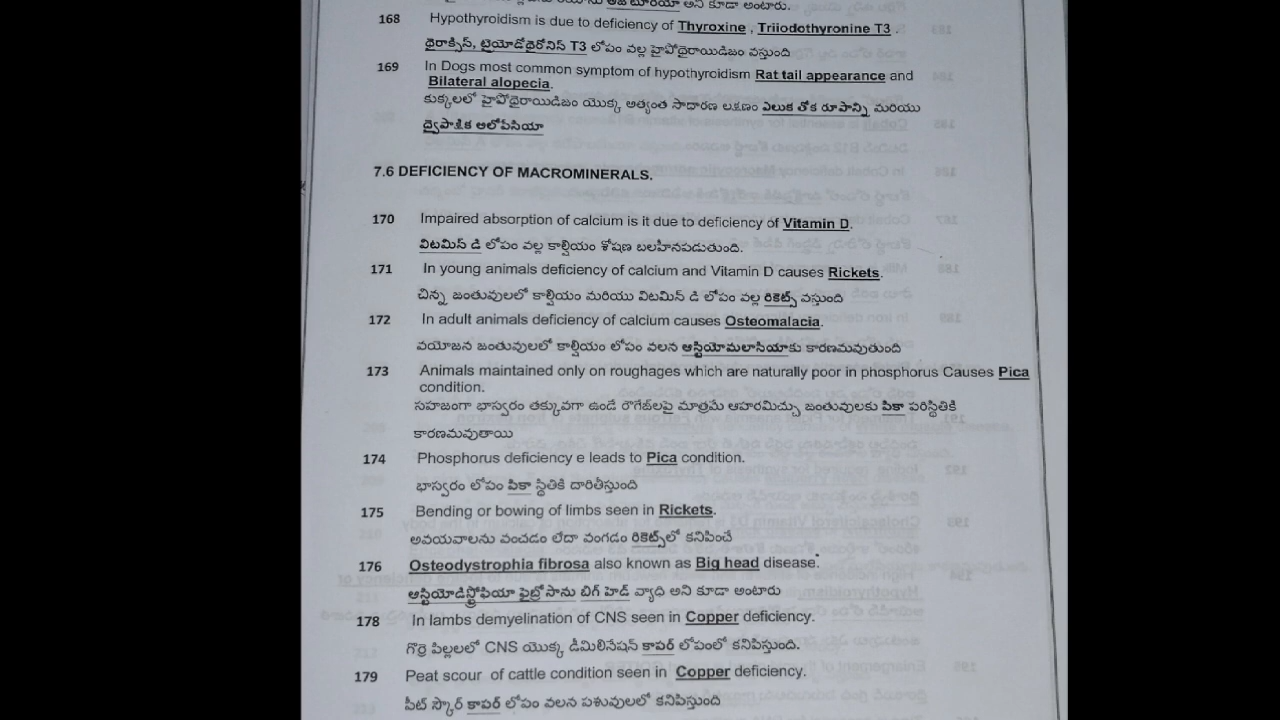 అని కూడా అంటారు.
168 Hypothyroidism is due to deficiency of Thyroxine , Triiodothyronine T3 .
థైరాక్సిన్, ట్రైయోడోథైరోనిన్ T3 లోపం వల్ల హైపోథైరాయిడిజం వస్తుంది
169 In Dogs most common symptom of hypothyroidism Rat tail appearance and
Bilateral alopecia.
కుక్కలలో హైపోథైరాయిడిజం యొక్క అత్యంత సాదారణ లక్షణం ఎలుక తోక రూపాన్ని మరియు
ద్వైపాక్షిక అలోపేసియా
7.6 DEFICIENCY OF MACROMINERALS.
170 Impaired absorption of calcium is it due to deficiency of Vitamin D.
విటమిన్ డి లోపం వల్ల కాల్షియం శోషణ బలహీనపడుతుంది.
171 In young animals deficiency of calcium and Vitamin D causes Rickets.
చిన్న జంతువులలో కాల్షియం మరియు విటమిన్ డి లోపం వల్ల రికెట్స్ వస్తుంది
172 In adult animals deficiency of calcium causes Osteomalacia.
వయోజన జంతువులలో కాల్షియం లోపం వలన ఆస్టియోమలాసియాకు కారణమవుతుంది
173 Animals maintained only on roughages which are naturally poor in phosphorus Causes Pica
condition.
సహజంగా భాస్వరం తక్కువగా ఉండే రౌగేజ్‌లపై మాత్రమే ఆహారమిచ్చు జంతువులకు పికా పరిస్థితికి
కారణమవుతాయి
174 Phosphorus deficiency e leads to Pica condition.
భాస్వరం లోపం పికా స్థితికి దారితీస్తుంది
175 Bending or bowing of limbs seen in Rickets.
అవయవాలను వంచడం లేదా వంగడం రికెట్స్‌లో కనిపించే
176 Osteodystrophia fibrosa also known as Big head disease.
ఆస్టియోడిస్ట్రోఫియా ఫైబ్రోసాను బిగ్ హెడ్ వ్యాధి అని కూడా అంటారు
178 In lambs demyelination of CNS seen in Copper deficiency.
గొర్రె పిల్లలలో CNS యొక్క డీమిలినేషన్ కాపర్ లోపంలో కనిపిస్తుంది.
179 Peat scour of cattle condition seen in Copper deficiency.
పీట్ స్కౌర్ కాపర్ లోపం వలన పశువులలో కనిపిస్తుంది